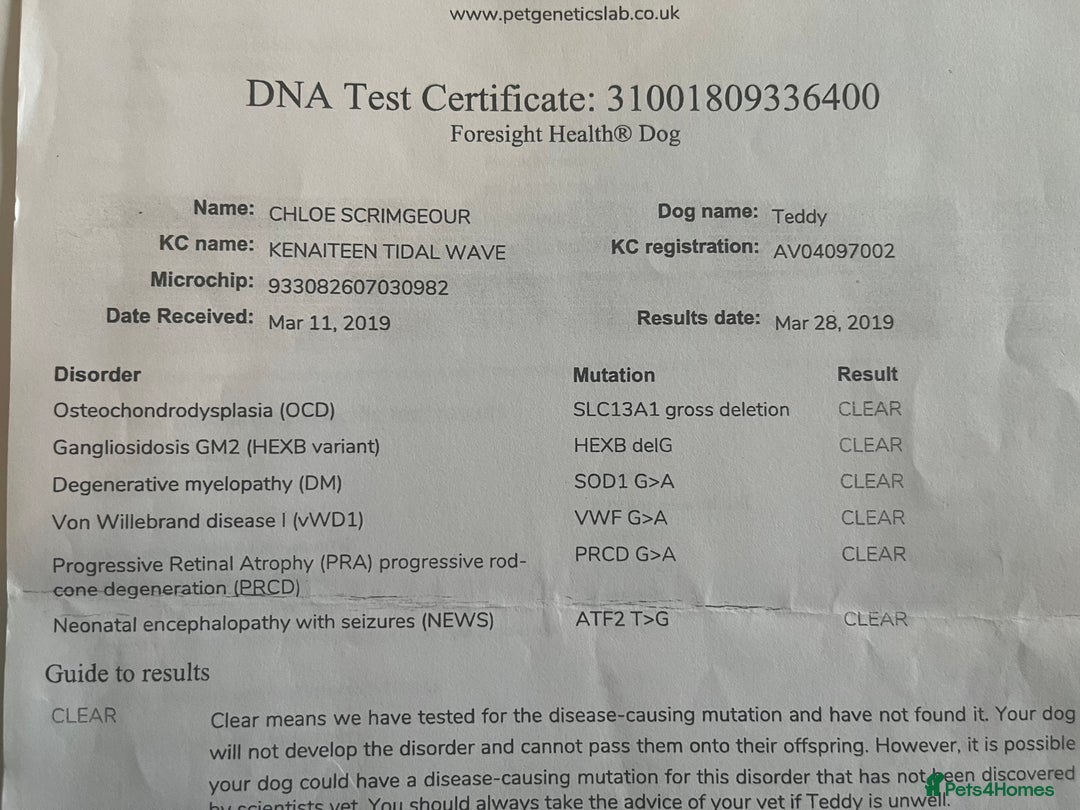 www.petgeneticslab.co.uk
DNA Test Certificate: 31001809336400
Foresight Health® Dog
Name: CHLOE SCRIMGEOUR Dog name: Teddy
KC name: KENAITEEN TIDAL WAVE KC registration: AV04097002
Microchip: 933082607030982
Date Received: Mar 11, 2019 Results date: Mar 28, 2019
Disorder Mutation Result
Osteochondrodysplasia (OCD) SLC13A1 gross deletion CLEAR
Gangliosidosis GM2 (HEXB variant) HEXB delG CLEAR
Degenerative myelopathy (DM) SOD1 G>A CLEAR
Von Willebrand disease I (vWD1) VWF G>A CLEAR
Progressive Retinal Atrophy (PRA) progressive rod- PRCD G>A CLEAR
cone degeneration (PRCD)
Neonatal encephalopathy with seizures (NEWS) ATF2 T>G CLEAR
Guide to results
CLEAR Clear means we have tested for the disease-causing mutation and have not found it. Your dog
will not develop the disorder and cannot pass them onto their offspring. However, it is possible
your dog could have a disease-causing mutation for this disorder that has not been discovered
by scientists yet. You should always take the advice of your vet if Teddy is unwell.
Pets4Homes